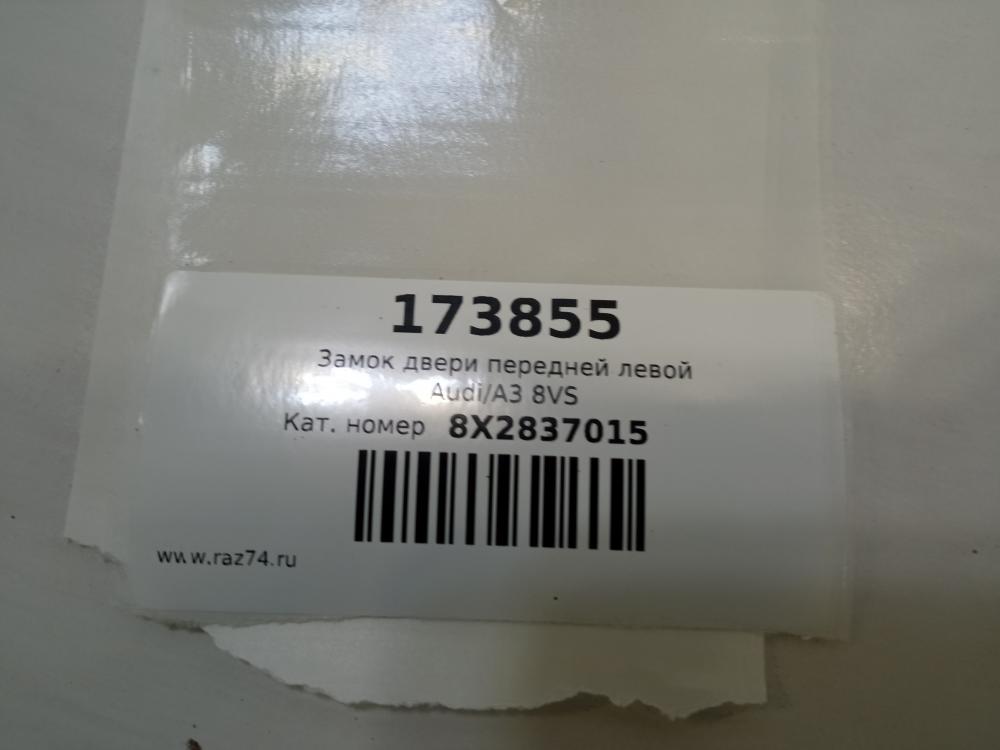 173855
Замок двери передней левой
Audi/A3 8VS
Кат. номер 8X2837015
www.raz74.ru